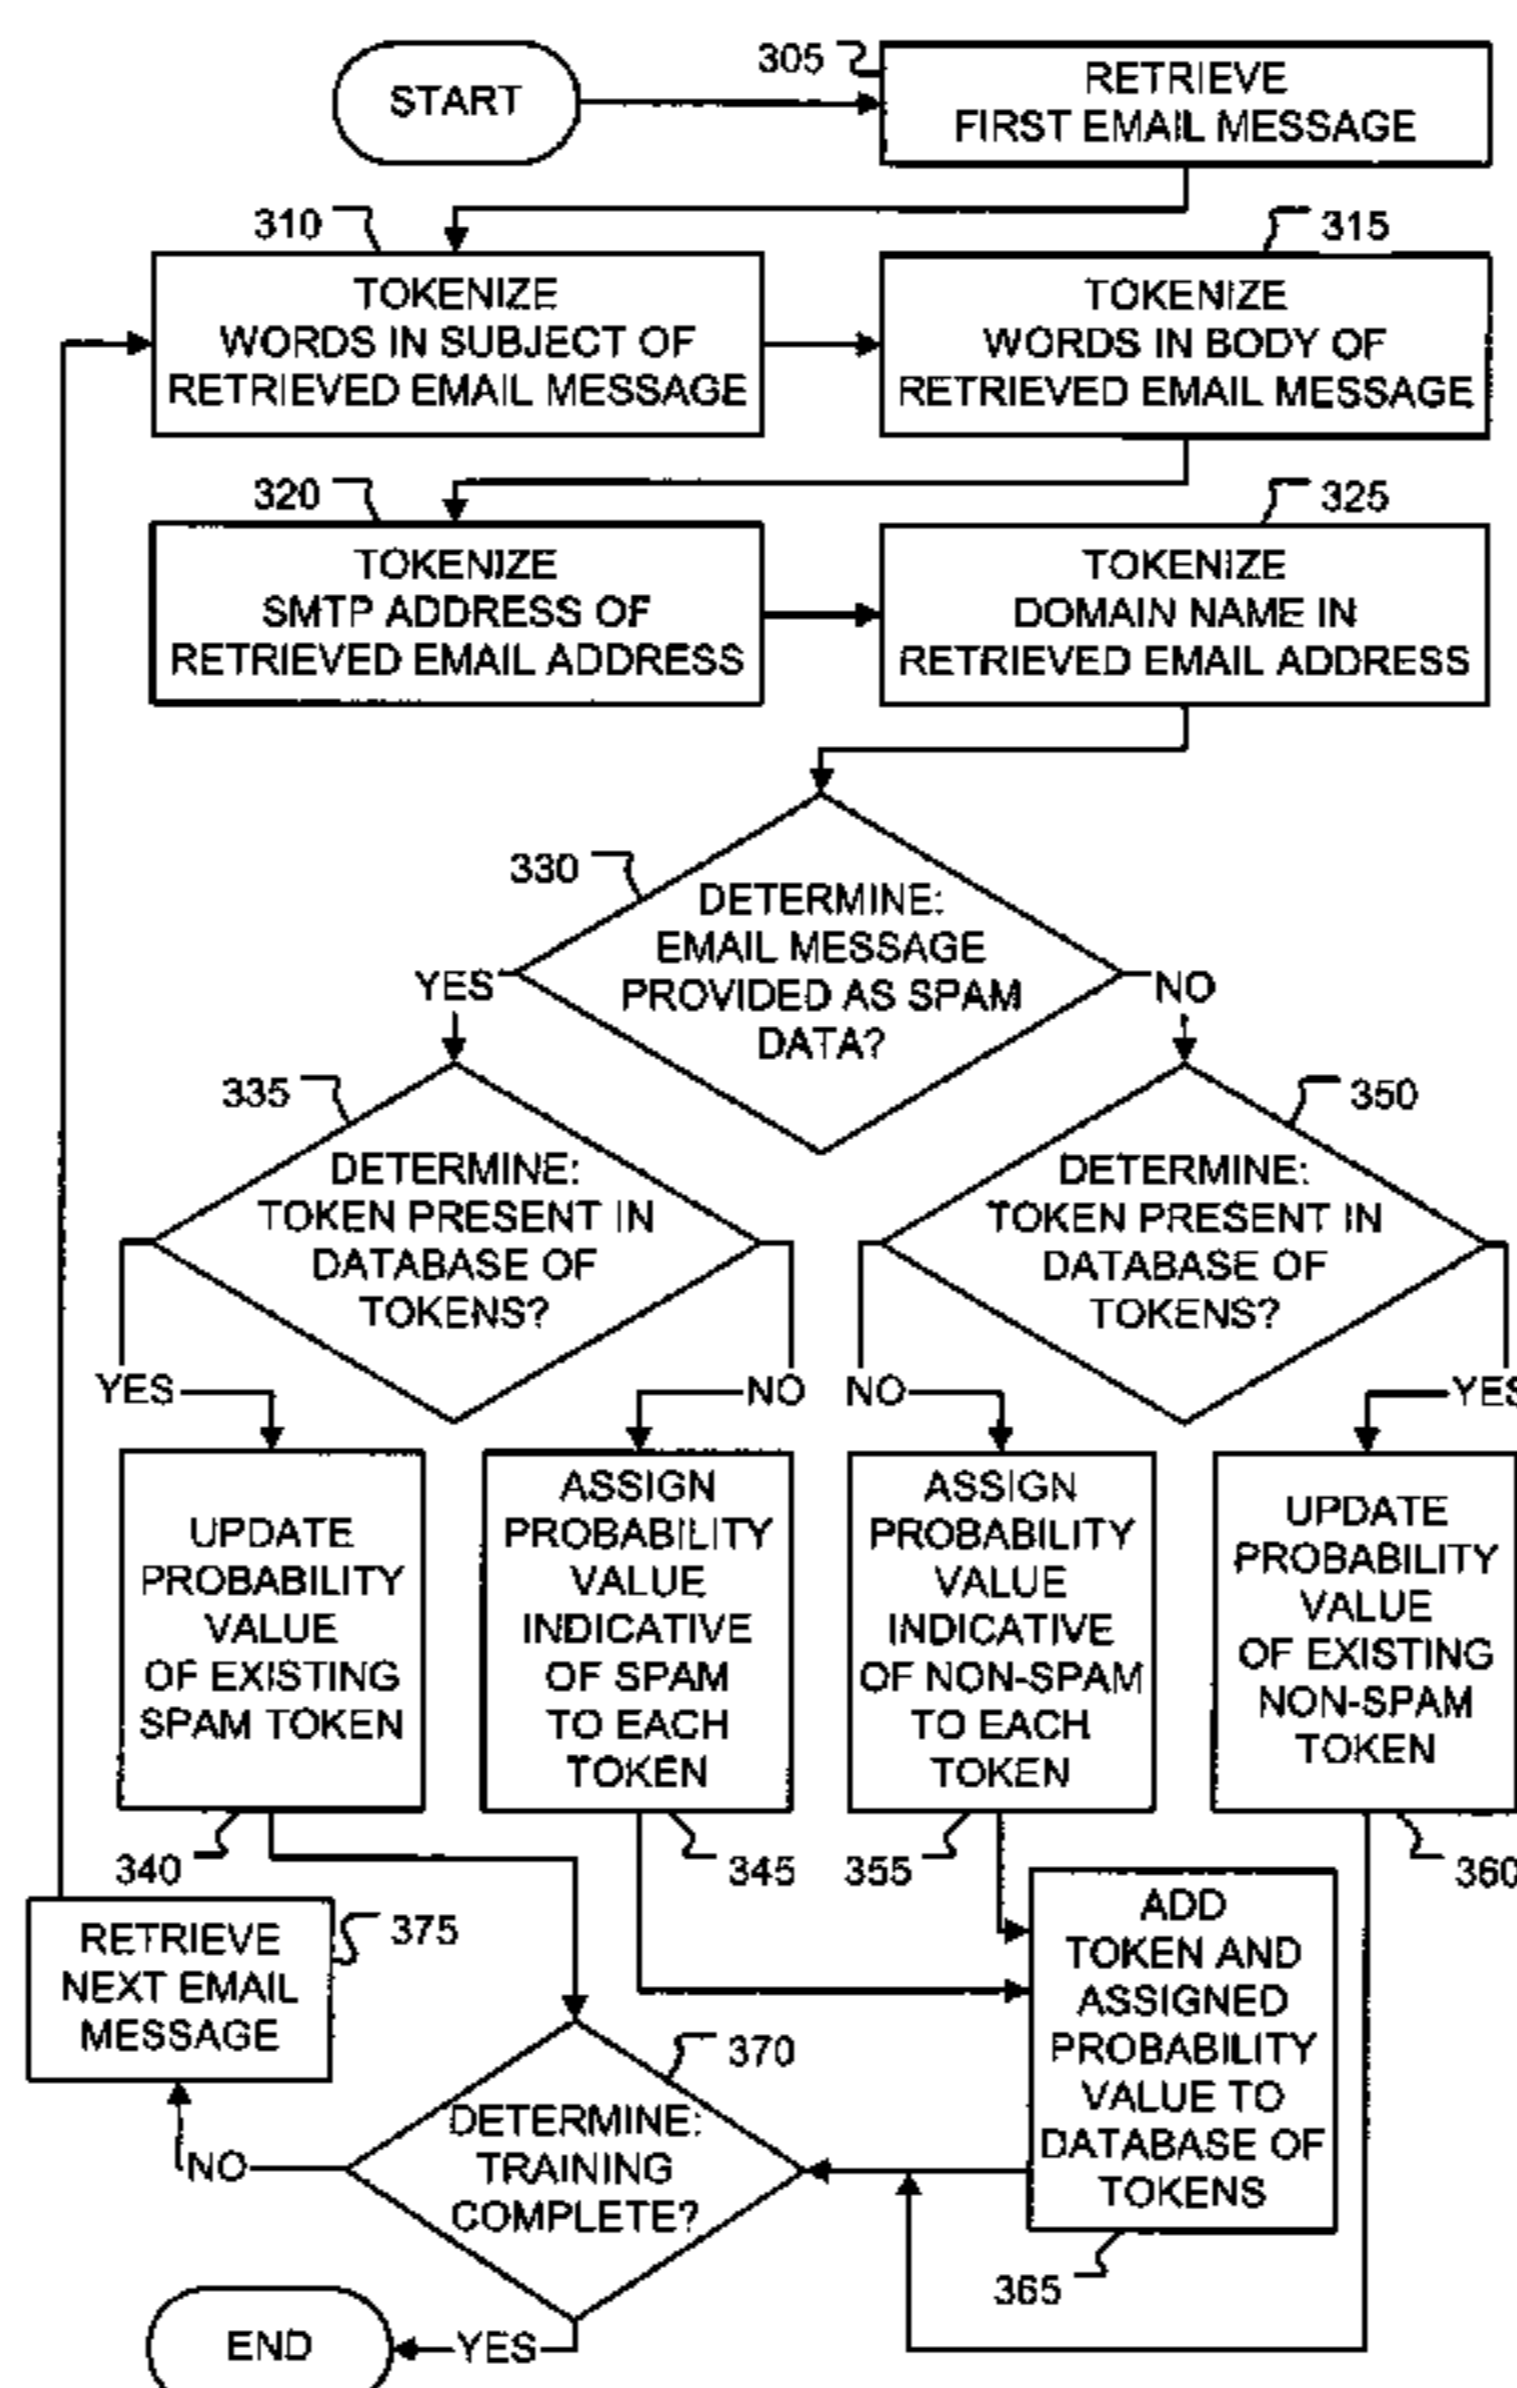 START
305
RETRIEVE
FIRST EMAIL MESSAGE
310
315
TOKENIZE
WORDS IN SUBJECT OF
RETRIEVED EMAIL MESSAGE
TOKENIZE
WORDS IN BODY OF
RETRIEVED EMAIL MESSAGE
320
325
TOKENIZE
SMTP ADDRESS OF
RETRIEVED EMAIL ADDRESS
TOKENIZE
DOMAIN NAME IN
RETRIEVED EMAIL ADDRESS
330
DETERMINE:
EMAIL MESSAGE
PROVIDED AS SPAM
DATA?
YES
NO
335
350
DETERMINE:
TOKEN PRESENT IN
DATABASE OF
TOKENS?
DETERMINE:
TOKEN PRESENT IN
DATABASE OF
TOKENS?
YES
NO
NO
YES
UPDATE
PROBABILITY
VALUE
OF EXISTING
SPAM TOKEN
ASSIGN
PROBABILITY
VALUE
INDICATIVE
OF SPAM
TO EACH
TOKEN
ASSIGN
PROBABILITY
VALUE
INDICATIVE
OF NON-SPAM
TO EACH
TOKEN
UPDATE
PROBABILITY
VALUE
OF EXISTING
NON-SPAM
TOKEN
340
345
355
360
RETRIEVE
NEXT EMAIL
MESSAGE
375
ADD
TOKEN AND
ASSIGNED
PROBABILITY
VALUE TO
DATABASE OF
TOKENS
370
DETERMINE:
TRAINING
COMPLETE?
NO
365
END
YES